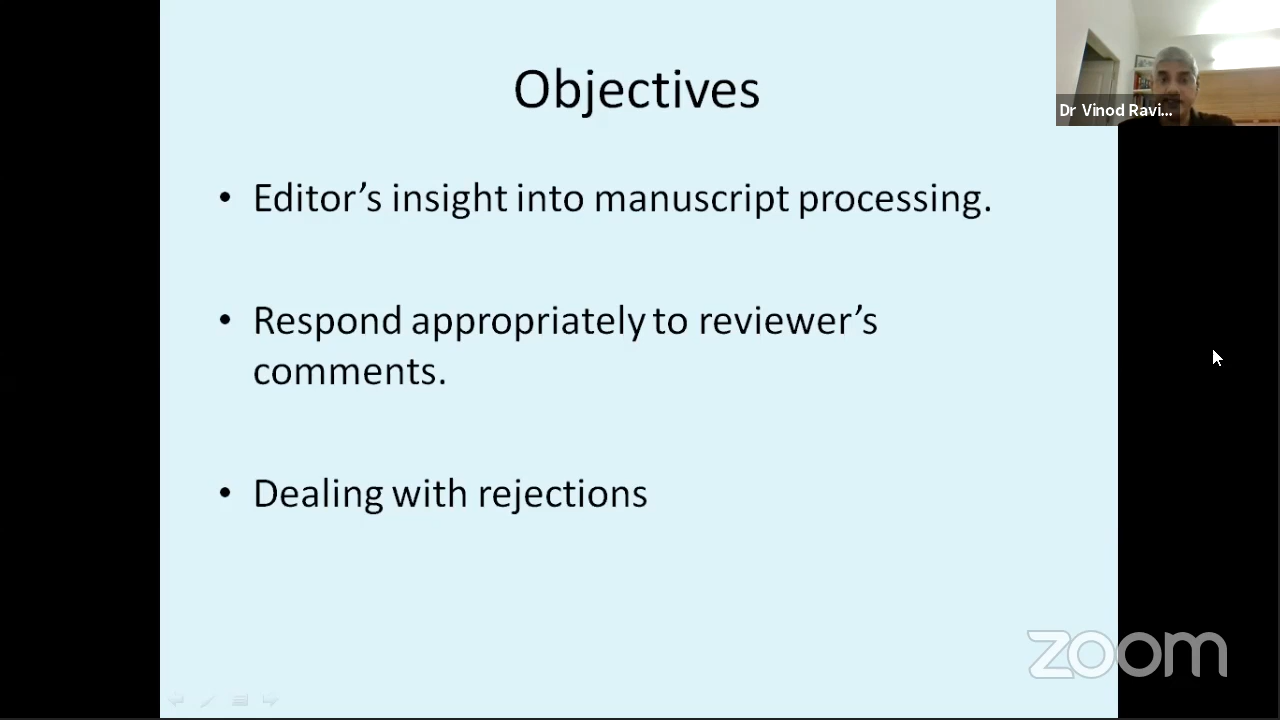 Objectives
Dr Vinod Ravi...
• Editor’s insight into manuscript processing.
• Respond appropriately to reviewer’s
comments.
• Dealing with rejections
zoom